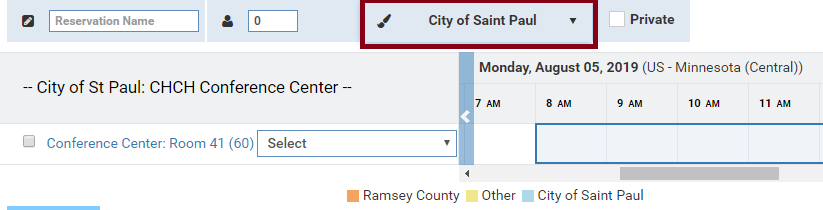 Reservation Name
0
City of Saint Paul
Private
-- City of St Paul: CHCH Conference Center --
Monday, August 05, 2019 (US - Minnesota (Central))
7 AM 8 AM 9 AM 10 AM 11 AM
Conference Center: Room 41 (60) Select
Ramsey County Other City of Saint Paul